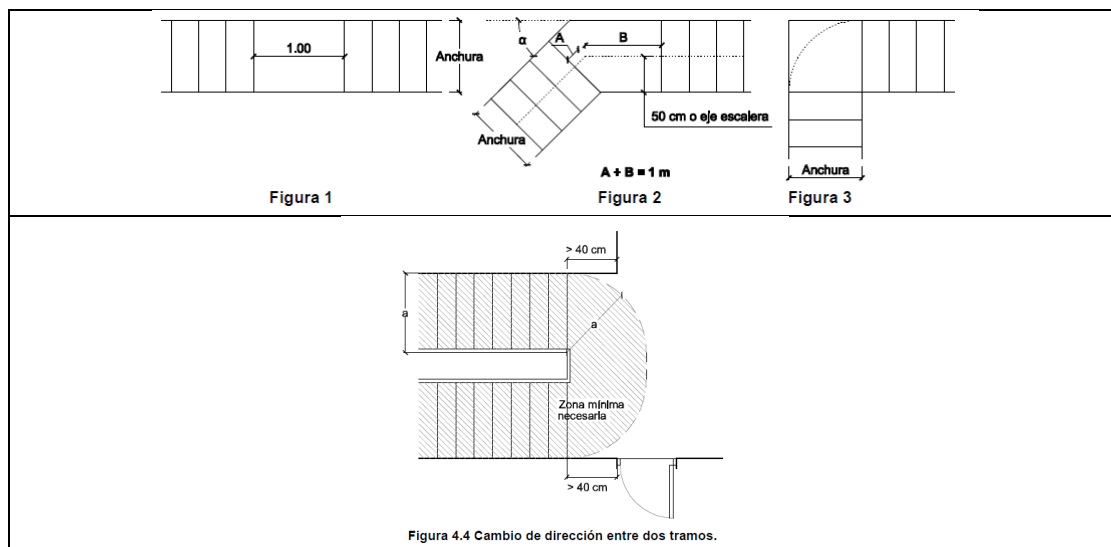 1.00
Anchura
α
A
B
Anchura
50 cm o eje escalera
A + B = 1 m
Anchura
Figura 1
Figura 2
Figura 3
> 40 cm
a
a
Zona mínima
necesaria
> 40 cm
Figura 4.4 Cambio de dirección entre dos tramos.